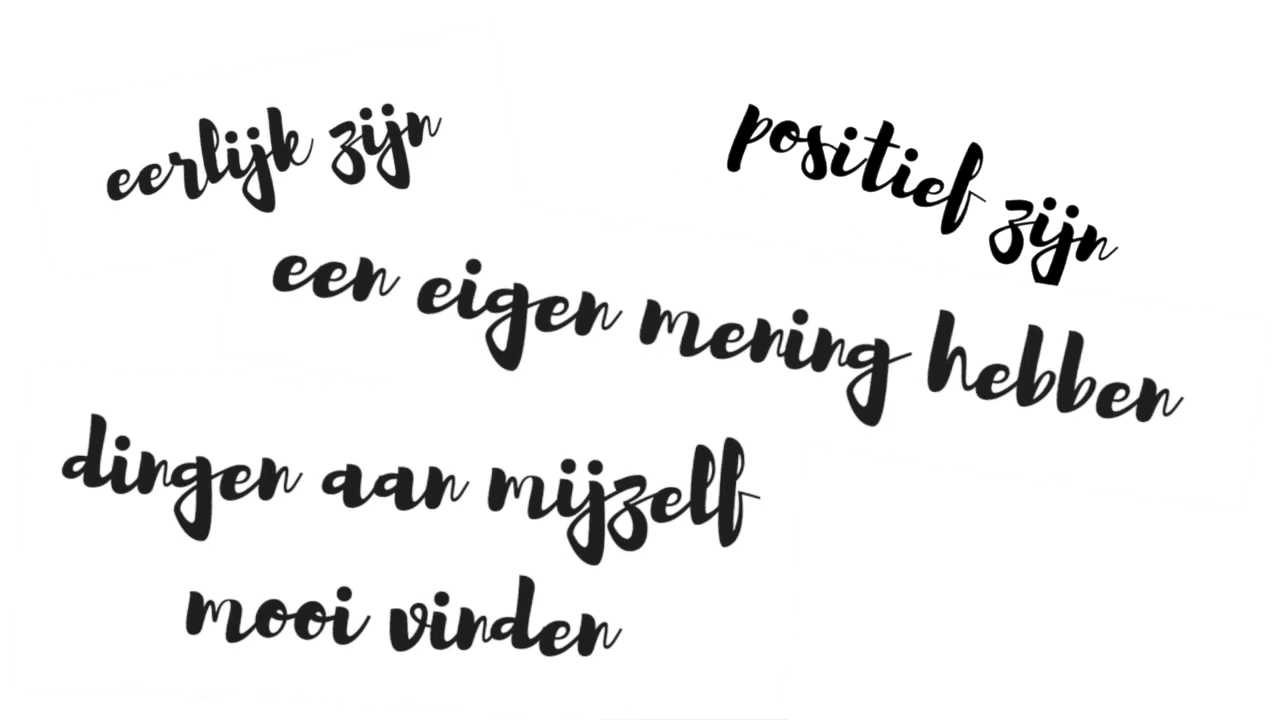 eerlijk zijn
positief zijn
een eigen mening hebben
dingen aan mijzelf
mooi vinden